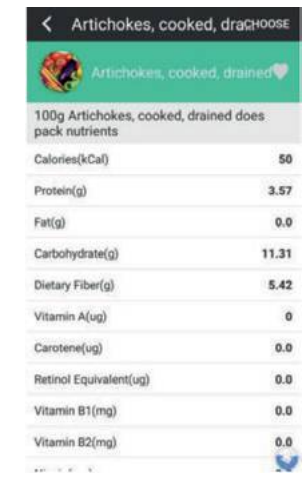 Artichokes, cooked, dra CHOOSE
Artichokes, cooked, drained
100g Artichokes, cooked, drained does
pack nutrients
Calories(kCal) 50
Protein(g) 3.57
Fat(g) 0.0
Carbohydrate(g) 11.31
Dietary Fiber(g) 5.42
Vitamin A(ug) 0
Carotene(ug) 0.0
Retinol Equivalent(ug) 0.0
Vitamin B1(mg) 0.0
Vitamin B2(mg) 0.0